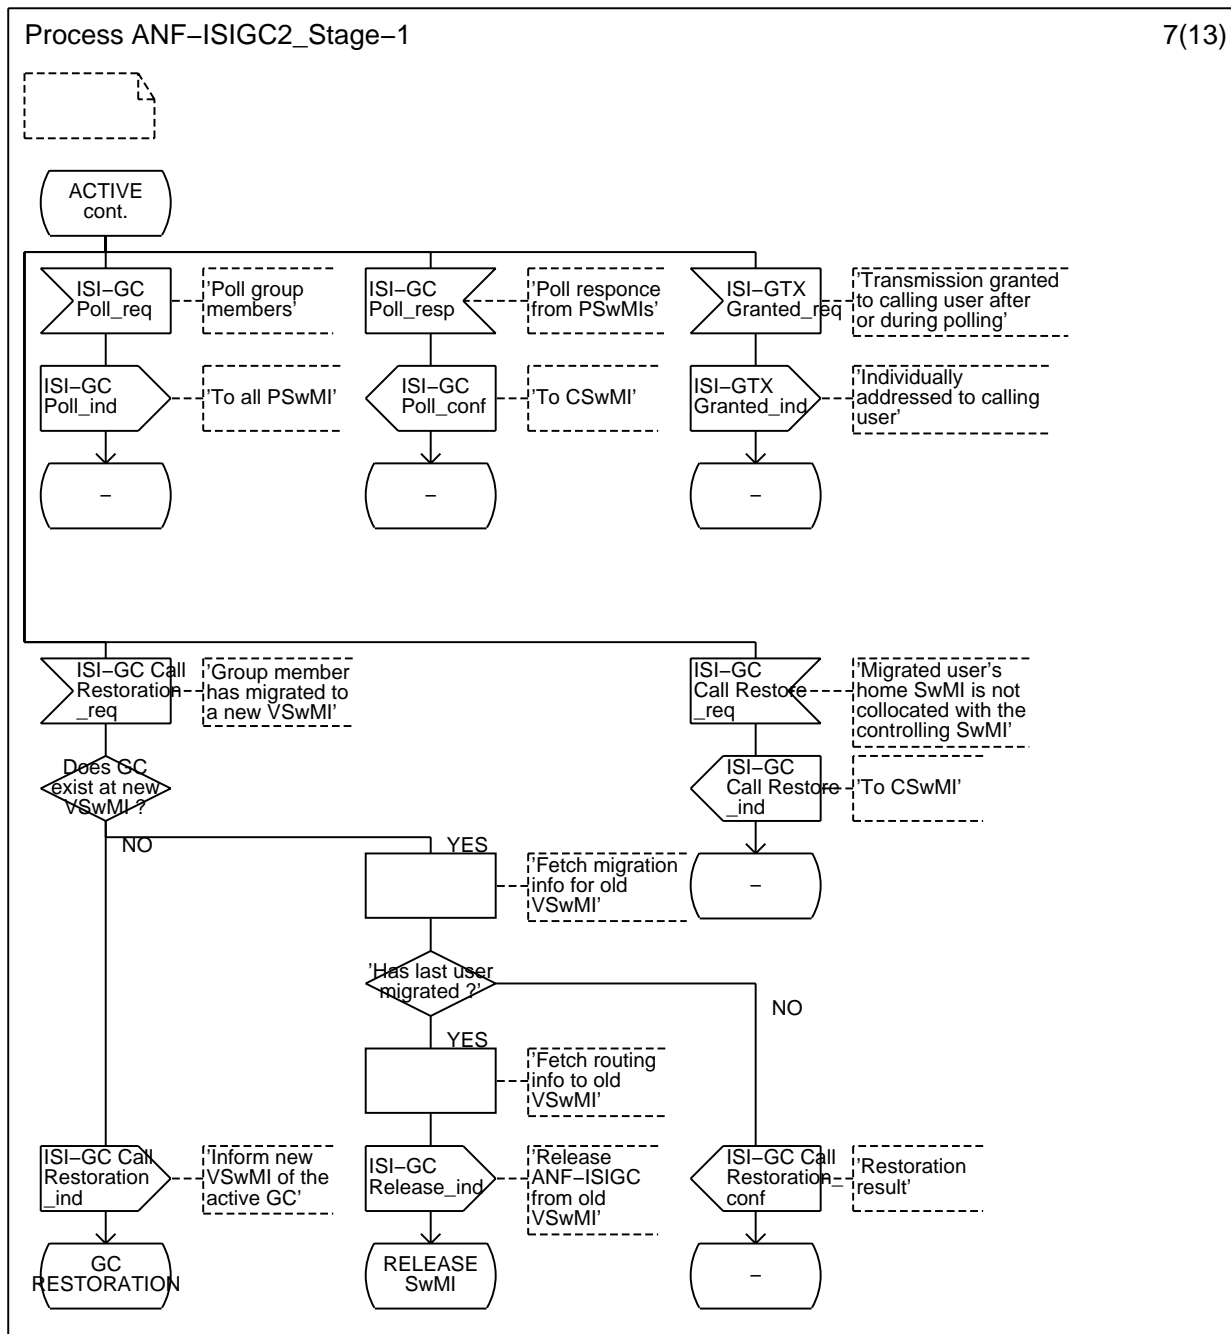 Process ANF−ISIGC2_Stage−1
7(13)
ACTIVE
cont.
ISI−GC
Poll_req
'Poll group
members'
ISI−GC
Poll_resp
'Poll responce
from PSwMIs'
ISI−GTX
Granted_req
'Transmission granted
to calling user after
or during polling'
ISI−GC
Poll_ind
'To all PSwMI'
ISI−GC
Poll_conf
'To CSwMI'
ISI−GTX
Granted_ind
'Individually
addressed to calling
user'
−
−
−
ISI−GC Call
Restoration
_req
'Group member
has migrated to
a new VSwMI'
ISI−GC
Call Restore
_req
'Migrated user's
home SwMI is not
collocated with the
controlling SwMI'
Does GC
exist at new
VSwMI ?
ISI−GC
Call Restore
_ind
'To CSwMI'
NO
YES
'Fetch migration
info for old
VSwMI'
−
'Has last user
migrated ?'
NO
YES
'Fetch routing
info to old
VSwMI'
ISI−GC Call
Restoration
_ind
'Inform new
VSwMI of the
active GC'
ISI−GC
Release_ind
'Release
ANF−ISIGC
from old
VSwMI'
ISI−GC Call
Restoration_
conf
'Restoration
result'
GC
RESTORATION
RELEASE
SwMI
−